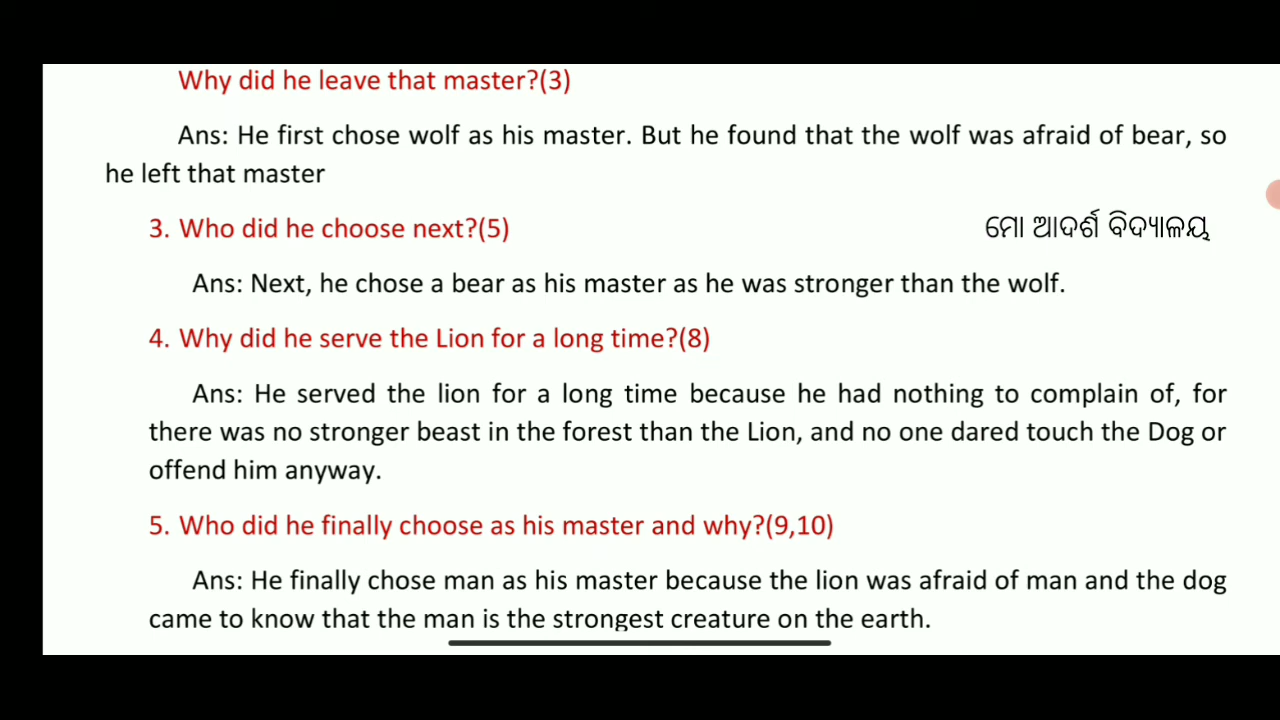 Why did he leave that master?(3)
Ans: He first chose wolf as his master. But he found that the wolf was afraid of bear, so
he left that master
3. Who did he choose next?(5)
ମୋ ଆଦର୍ଶ ବିଦ୍ୟାଳୟ
Ans: Next, he chose a bear as his master as he was stronger than the wolf.
4. Why did he serve the Lion for a long time?(8)
Ans: He served the lion for a long time because he had nothing to complain of, for
there was no stronger beast in the forest than the Lion, and no one dared touch the Dog or
offend him anyway.
5. Who did he finally choose as his master and why?(9,10)
Ans: He finally chose man as his master because the lion was afraid of man and the dog
came to know that the man is the strongest creature on the earth.